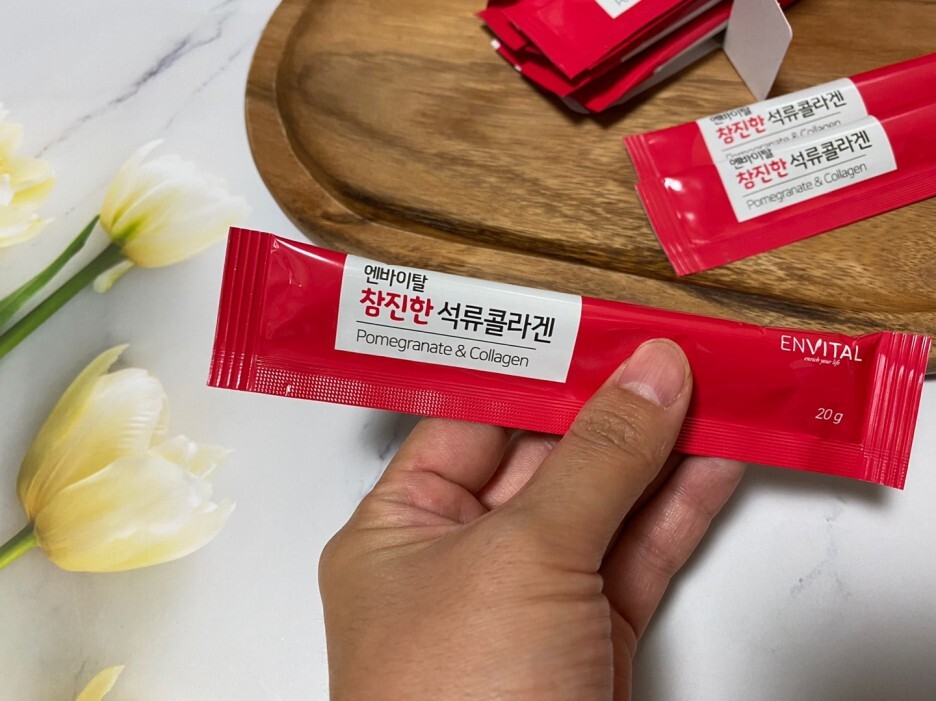 엔바이탈
참진한 석류콜라겐
Pomegranate & Collagen
ENVITAL
enrich your life
20 g
엔바이탈
참진한 석류콜라겐
엔바이탈
참진한 석류콜라겐
Pomegranate & Collagen